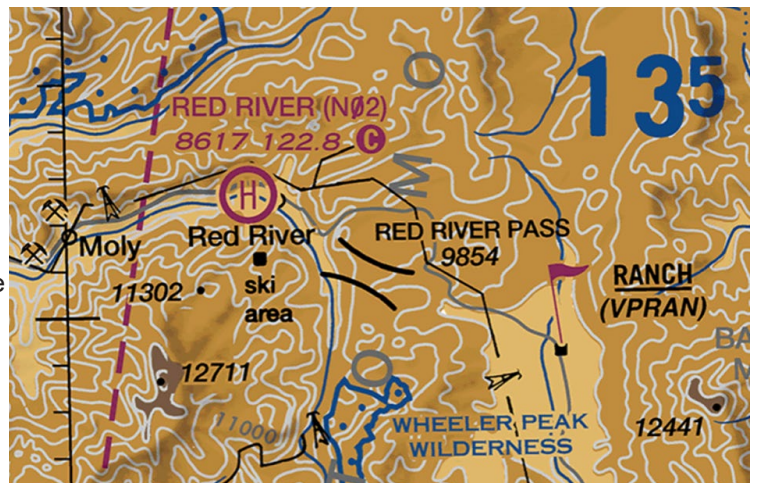 O
135
RED RIVER (NØ2)
8617 122.8 C
M
H
Moly
Red River
RED RIVER PASS
9854
RANCH
(VPRAN)
11302
ski
area
12711
O
11000
WHEELER PEAK
WILDERNESS
12441
BA
M
T
e